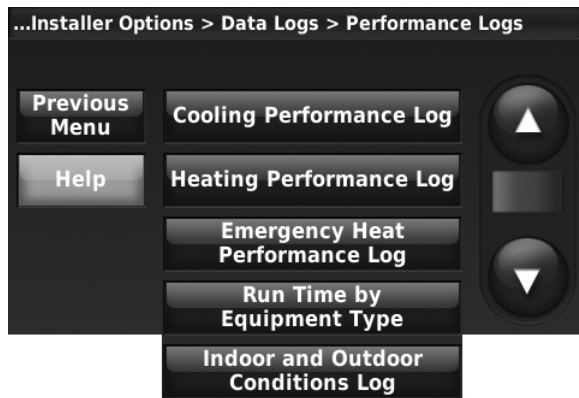 ...Installer Options > Data Logs > Performance Logs
Previous
Menu
Help
Cooling Performance Log
Heating Performance Log
Emergency Heat
Performance Log
Run Time by
Equipment Type
Indoor and Outdoor
Conditions Log